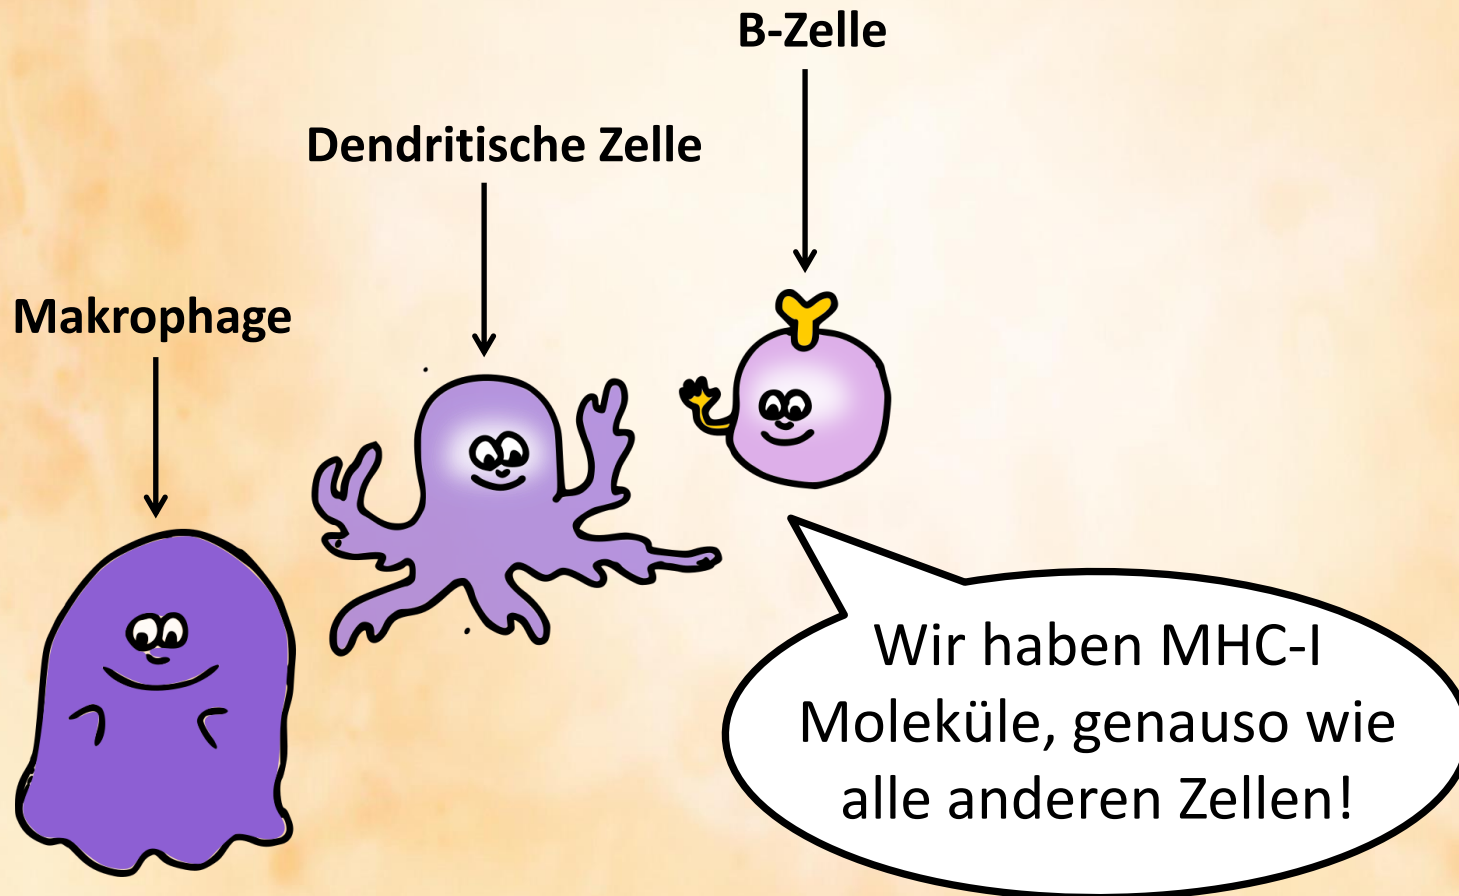 B-Zelle
Dendritische Zelle
Makrophage
Wir haben MHC-I
Moleküle, genauso wie
alle anderen Zellen!